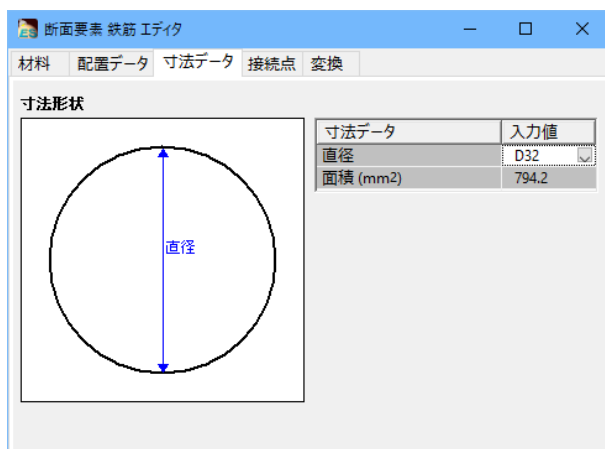 断面要素 鉄筋 エディタ
材料 配置データ 寸法データ 接続点 変換
寸法形状
寸法データ 入力値
直径 D32
面積 (mm2) 794.2
直径